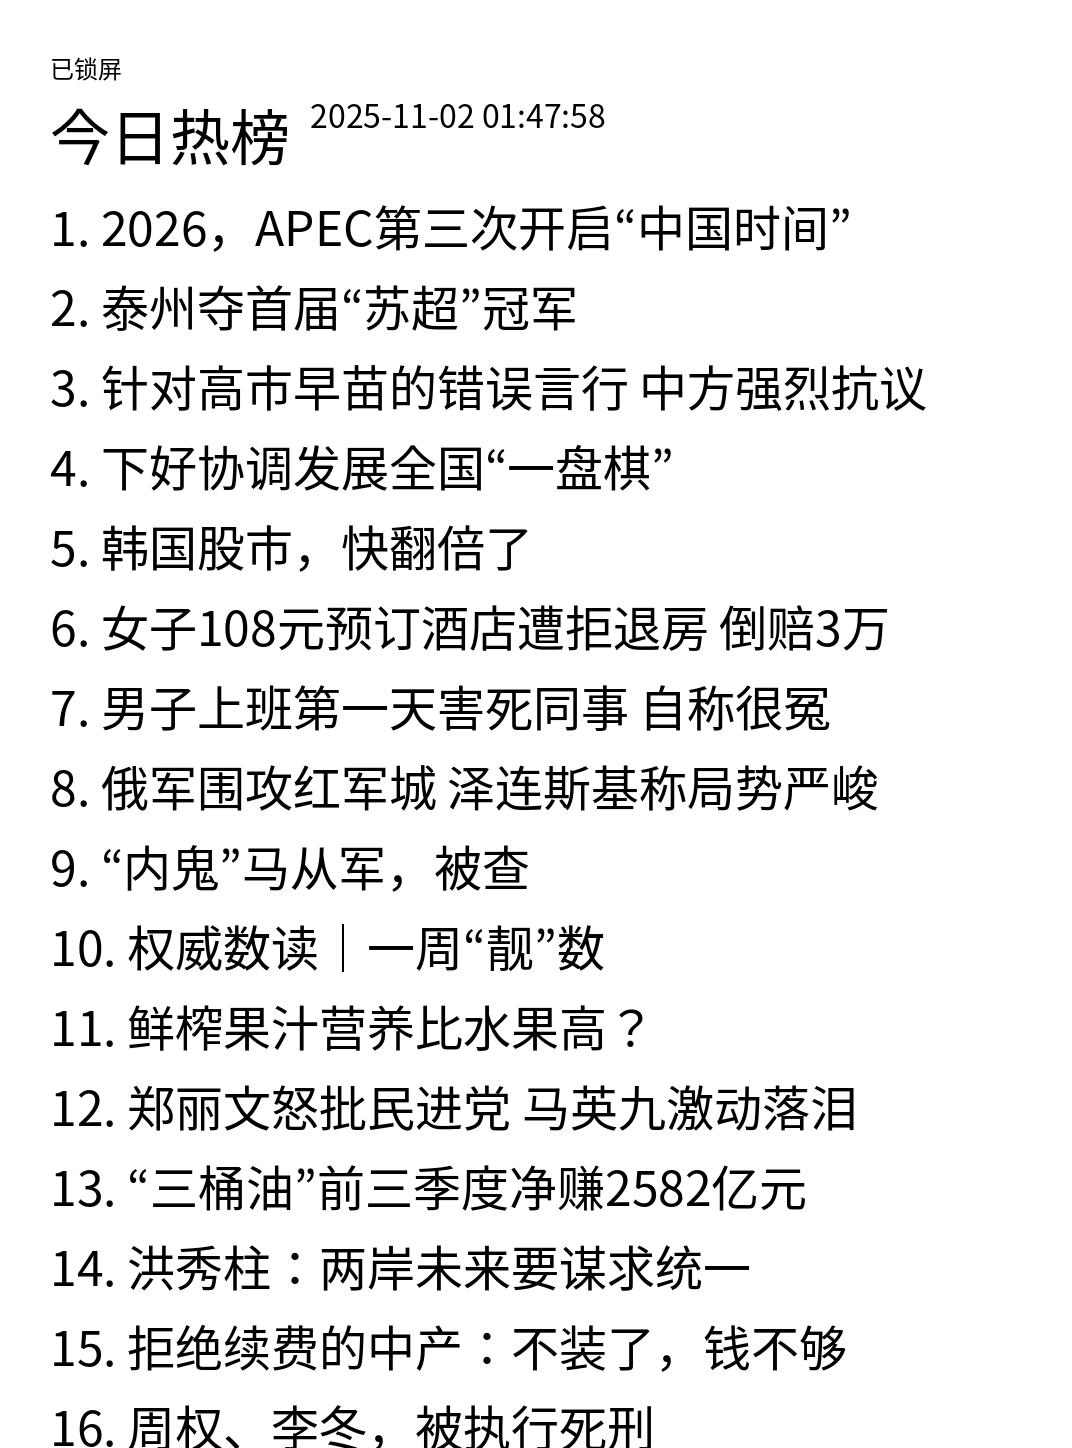 已锁屏
今日热榜 2025-11-02 01:47:58
1. 2026，APEC第三次开启“中国时间”
2. 泰州夺首届“苏超”冠军
3. 针对高市早苗的错误言行 中方强烈抗议
4. 下好协调发展全国“一盘棋”
5. 韩国股市，快翻倍了
6. 女子108元预订酒店遭拒退房 倒赔3万
7. 男子上班第一天害死同事 自称很冤
8. 俄军围攻红军城 泽连斯基称局势严峻
9. “内鬼”马从军，被查
10. 权威数读｜一周“靓”数
11. 鲜榨果汁营养比水果高？
12. 郑丽文怒批民进党 马英九激动落泪
13. “三桶油”前三季度净赚2582亿元
14. 洪秀柱：两岸未来要谋求统一
15. 拒绝续费的中产：不装了，钱不够
16. 周权、李冬，被执行死刑